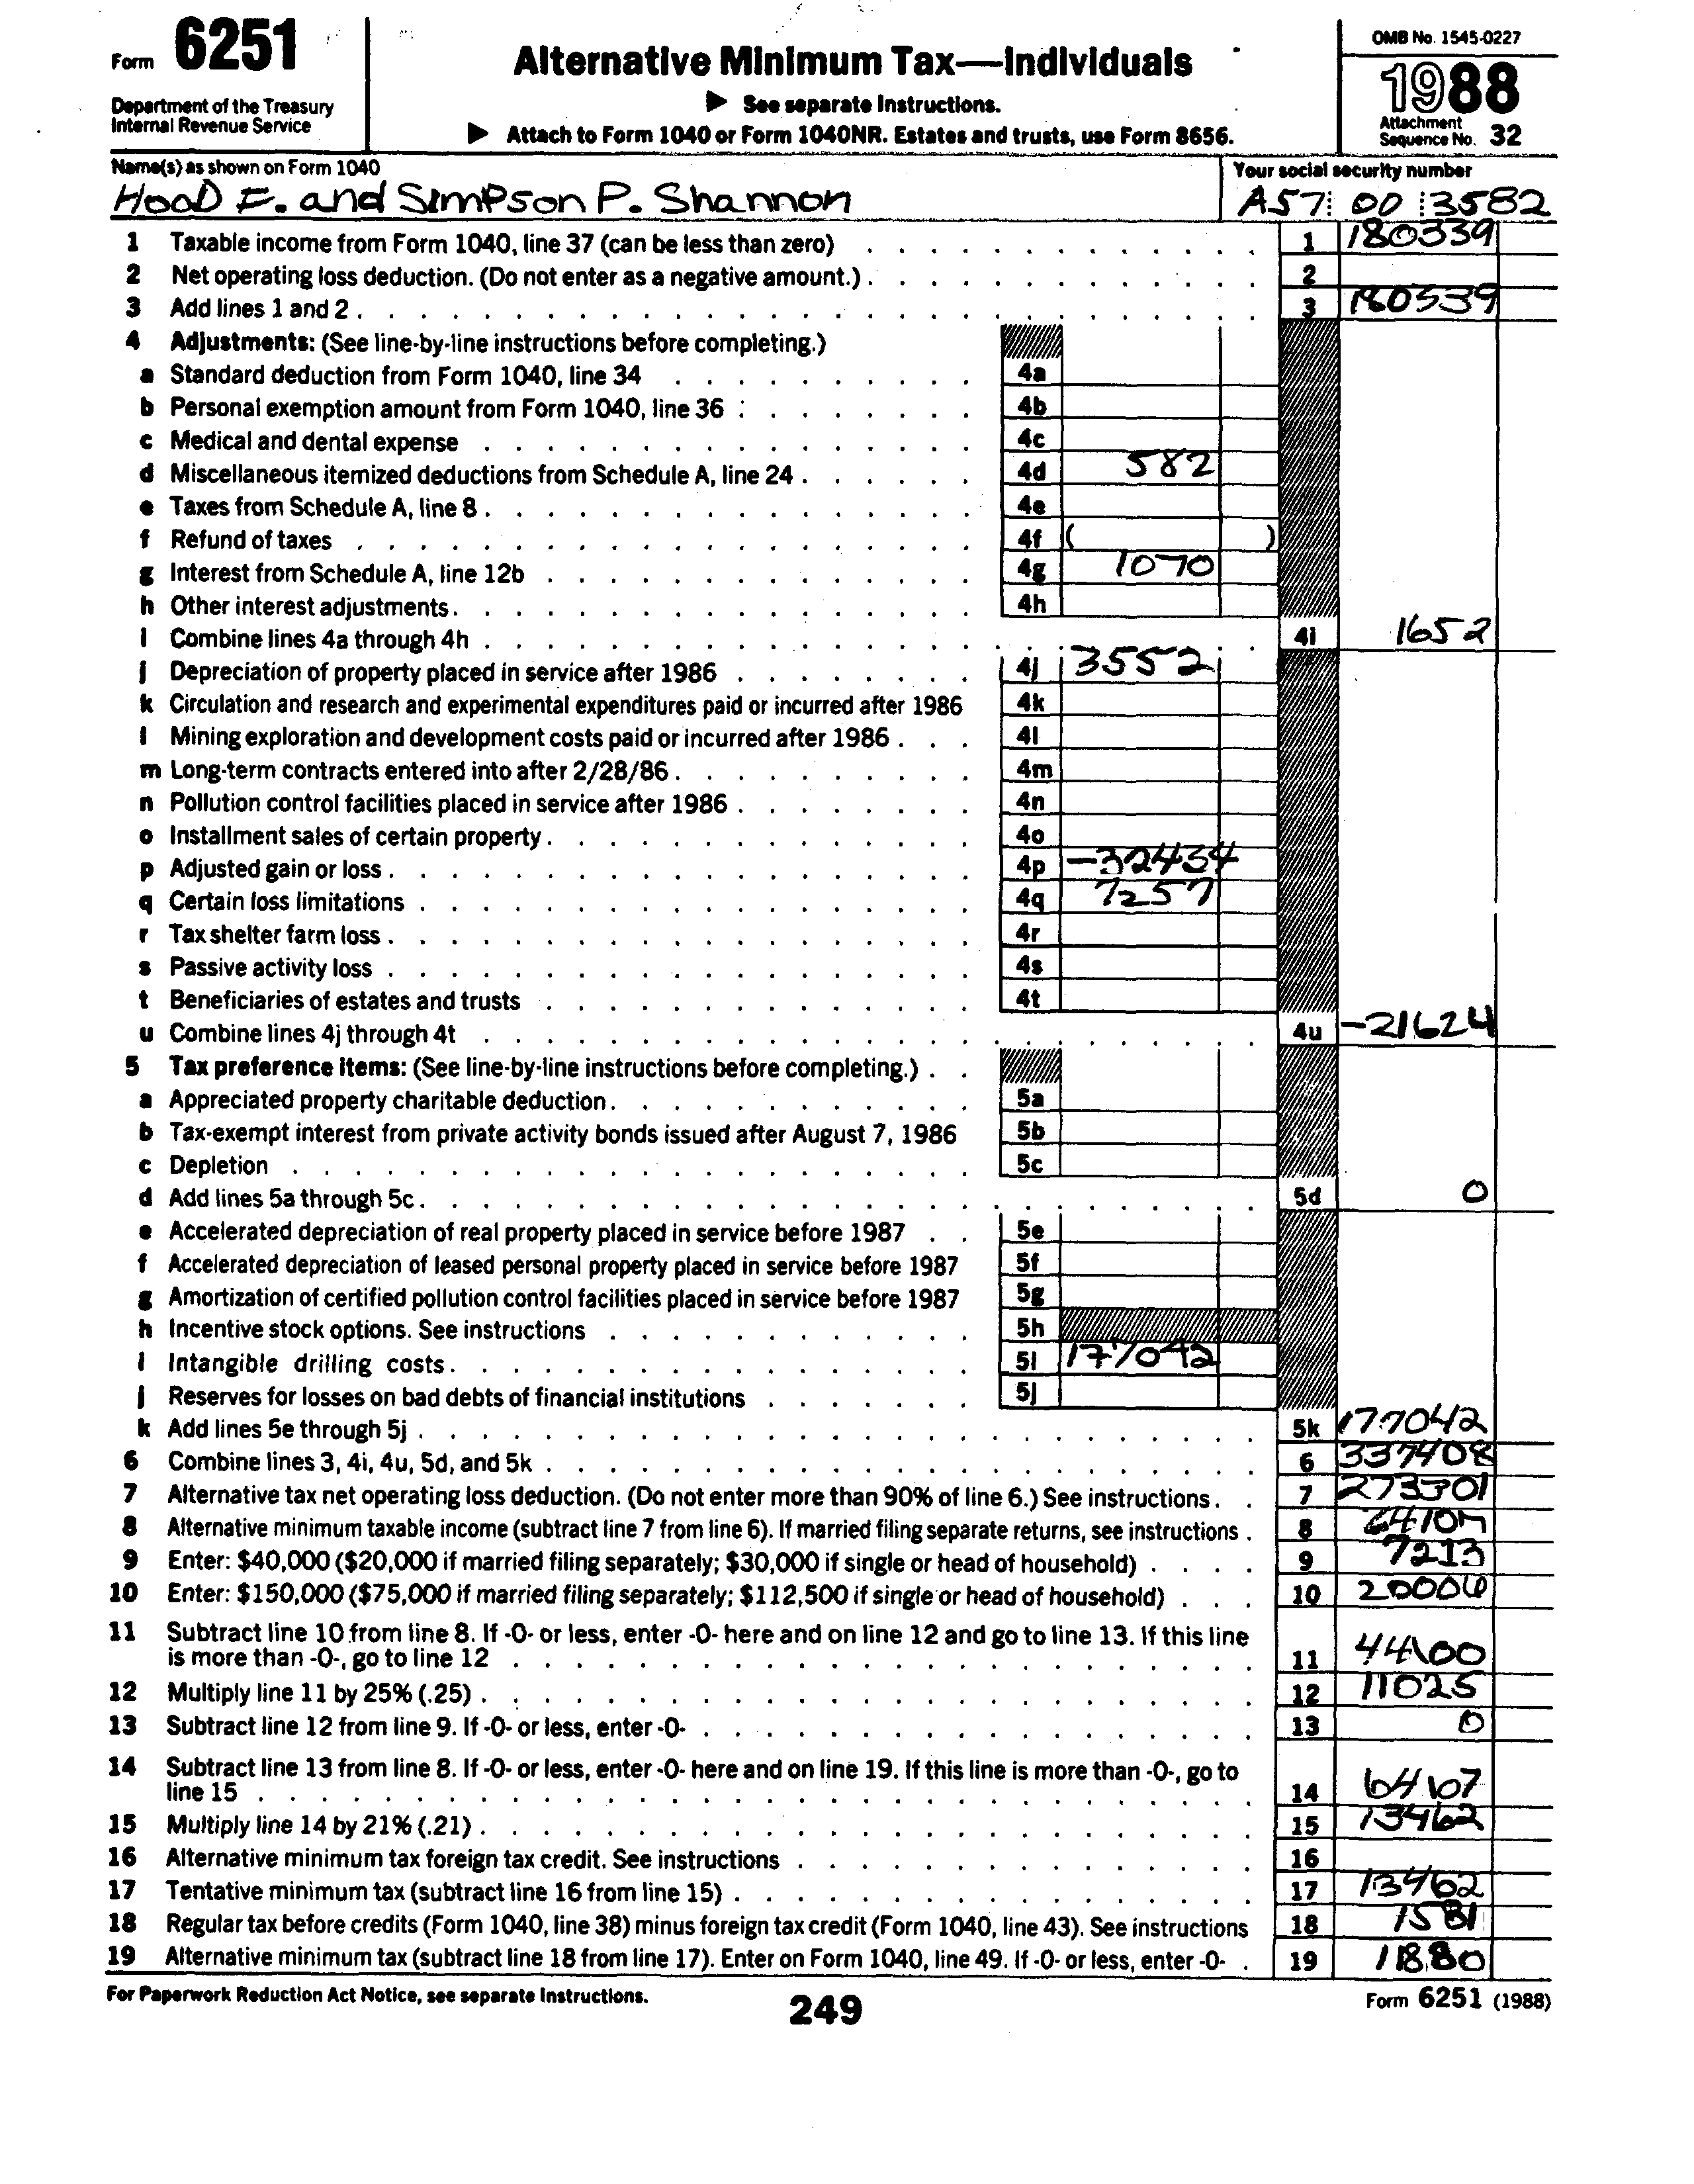 Form 6251
Department of the Treasury
Internal Revenue Service
Alternative Minimum Tax—Individuals
▶ See separate Instructions.
▶ Attach to Form 1040 or Form 1040NR. Estates and trusts, use Form 8656.
OMB No. 1545-0227
1988
Attachment
Sequence No. 32
Name(s) as shown on Form 1040
Hood E. and Simpson P. Shannon
Your social security number
A57 00 3582
1 Taxable income from Form 1040, line 37 (can be less than zero) 1 180339
2 Net operating loss deduction. (Do not enter as a negative amount.) 2
3 Add lines 1 and 2 3 180339
4 Adjustments: (See line-by-line instructions before completing.)
a Standard deduction from Form 1040, line 34 4a
b Personal exemption amount from Form 1040, line 36 4b
c Medical and dental expense 4c
d Miscellaneous itemized deductions from Schedule A, line 24 4d 582
e Taxes from Schedule A, line 8 4e
f Refund of taxes 4f ( )
g Interest from Schedule A, line 12b 4g 1070
h Other interest adjustments 4h
i Combine lines 4a through 4h 4i 1652
j Depreciation of property placed in service after 1986 4j 3552
k Circulation and research and experimental expenditures paid or incurred after 1986 4k
l Mining exploration and development costs paid or incurred after 1986 4l
m Long-term contracts entered into after 2/28/86 4m
n Pollution control facilities placed in service after 1986 4n
o Installment sales of certain property 4o
p Adjusted gain or loss 4p -32434
q Certain loss limitations 4q 7257
r Tax shelter farm loss 4r
s Passive activity loss 4s
t Beneficiaries of estates and trusts 4t
u Combine lines 4j through 4t 4u -21624
5 Tax preference items: (See line-by-line instructions before completing.)
a Appreciated property charitable deduction 5a
b Tax-exempt interest from private activity bonds issued after August 7, 1986 5b
c Depletion 5c
d Add lines 5a through 5c 5d 0
e Accelerated depreciation of real property placed in service before 1987 5e
f Accelerated depreciation of leased personal property placed in service before 1987 5f
g Amortization of certified pollution control facilities placed in service before 1987 5g
h Incentive stock options. See instructions 5h
i Intangible drilling costs 5i 177042
j Reserves for losses on bad debts of financial institutions 5j
k Add lines 5e through 5j 5k 177042
6 Combine lines 3, 4i, 4u, 5d, and 5k 6 337408
7 Alternative tax net operating loss deduction. (Do not enter more than 90% of line 6.) See instructions 7 273301
8 Alternative minimum taxable income (subtract line 7 from line 6). If married filing separate returns, see instructions 8 64107
9 Enter: $40,000 ($20,000 if married filing separately; $30,000 if single or head of household) 9 7213
10 Enter: $150,000 ($75,000 if married filing separately; $112,500 if single or head of household) 10 20006
11 Subtract line 10 from line 8. If -0- or less, enter -0- here and on line 12 and go to line 13. If this line
is more than -0-, go to line 12 11 44100
12 Multiply line 11 by 25% (.25) 12 11025
13 Subtract line 12 from line 9. If -0- or less, enter -0- 13 0
14 Subtract line 13 from line 8. If -0- or less, enter -0- here and on line 19. If this line is more than -0-, go to
line 15 14 64107
15 Multiply line 14 by 21% (.21) 15 13462
16 Alternative minimum tax foreign tax credit. See instructions 16
17 Tentative minimum tax (subtract line 16 from line 15) 17 13462
18 Regular tax before credits (Form 1040, line 38) minus foreign tax credit (Form 1040, line 43). See instructions 18 1581
19 Alternative minimum tax (subtract line 18 from line 17). Enter on Form 1040, line 49. If -0- or less, enter -0- 19 11880
For Paperwork Reduction Act Notice, see separate Instructions.
249
Form 6251 (1988)